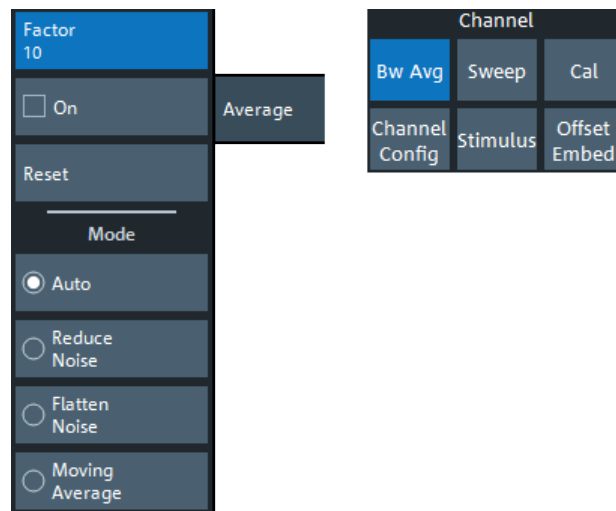 Factor
10
On
Reset
Mode
Auto
Reduce
Noise
Flatten
Noise
Moving
Average
Average
Channel
Bw Avg
Sweep
Cal
Channel
Config
Stimulus
Offset
Embed